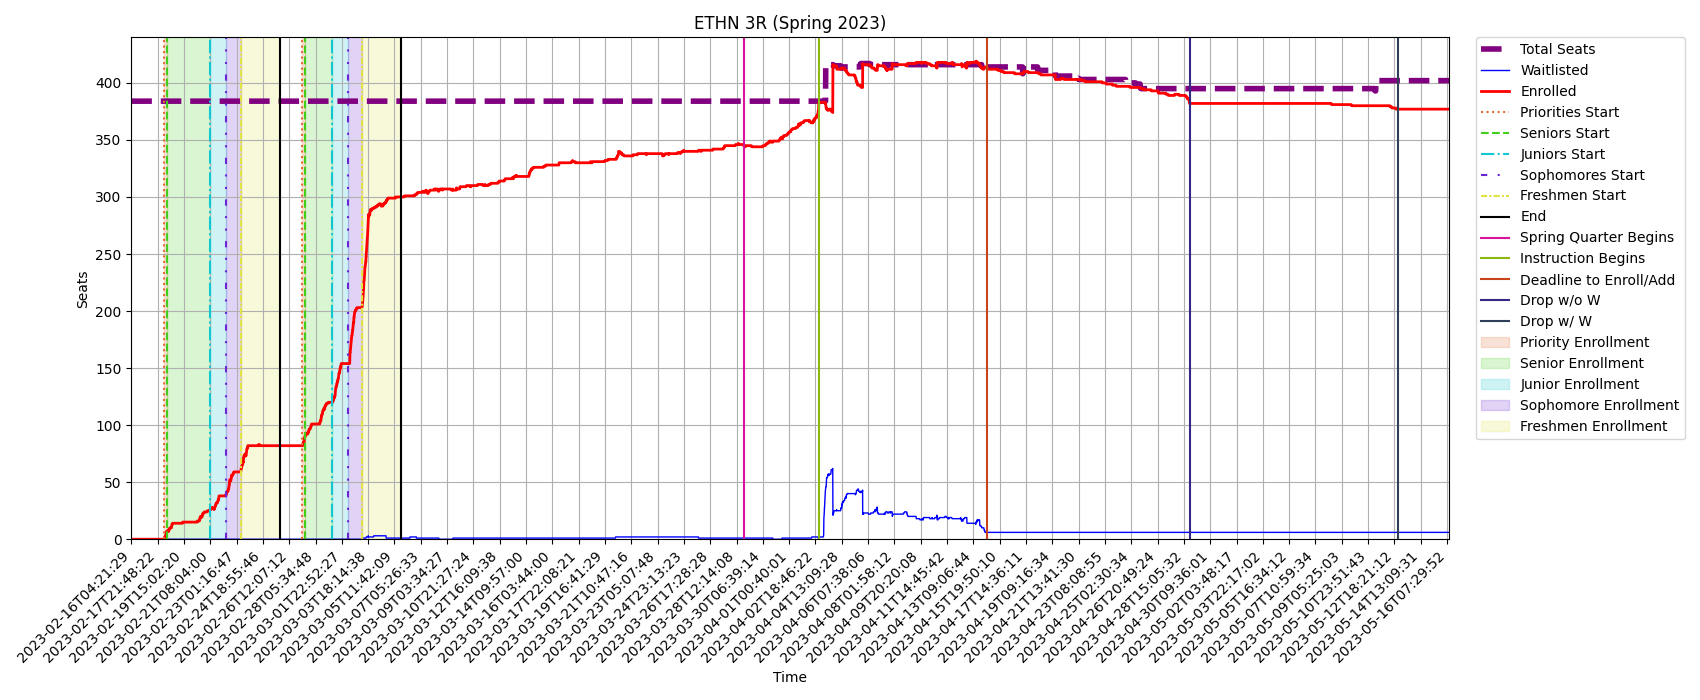 ETHN 3R (Spring 2023)
Seats
400
350
300
250
200
150
100
50
0
2023-02-16T04:21:29
2023-02-17T21:48:22
2023-02-19T15:02:20
2023-02-21T08:04:00
2023-02-23T01:16:47
2023-02-24T18:55:46
2023-02-26T12:07:12
2023-02-28T05:34:48
2023-03-01T22:52:27
2023-03-03T18:14:38
2023-03-05T11:42:09
2023-03-07T05:26:33
2023-03-09T03:34:27
2023-03-10T21:27:24
2023-03-12T16:09:38
2023-03-14T09:57:00
2023-03-16T03:44:00
2023-03-17T22:08:21
2023-03-19T16:41:29
2023-03-21T10:47:16
2023-03-23T05:07:48
2023-03-24T23:13:23
2023-03-26T17:28:28
2023-03-28T12:14:08
2023-03-30T06:39:14
2023-04-01T00:40:01
2023-04-02T18:46:22
2023-04-04T13:09:28
2023-04-06T07:38:06
2023-04-08T01:58:12
2023-04-09T20:20:08
2023-04-11T14:45:42
2023-04-13T09:06:44
2023-04-15T19:50:10
2023-04-17T14:36:11
2023-04-19T09:16:34
2023-04-21T13:41:30
2023-04-23T08:08:55
2023-04-25T02:30:34
2023-04-26T20:49:24
2023-04-28T15:05:32
2023-04-30T09:36:01
2023-05-02T03:48:17
2023-05-03T22:17:02
2023-05-05T16:34:12
2023-05-07T10:59:34
2023-05-09T05:25:03
2023-05-10T23:51:43
2023-05-12T18:21:12
2023-05-14T13:09:31
2023-05-16T07:29:52
Time
Total Seats
Waitlisted
Enrolled
Priorities Start
Seniors Start
Juniors Start
Sophomores Start
Freshmen Start
End
Spring Quarter Begins
Instruction Begins
Deadline to Enroll/Add
Drop w/o W
Drop w/ W
Priority Enrollment
Senior Enrollment
Junior Enrollment
Sophomore Enrollment
Freshmen Enrollment